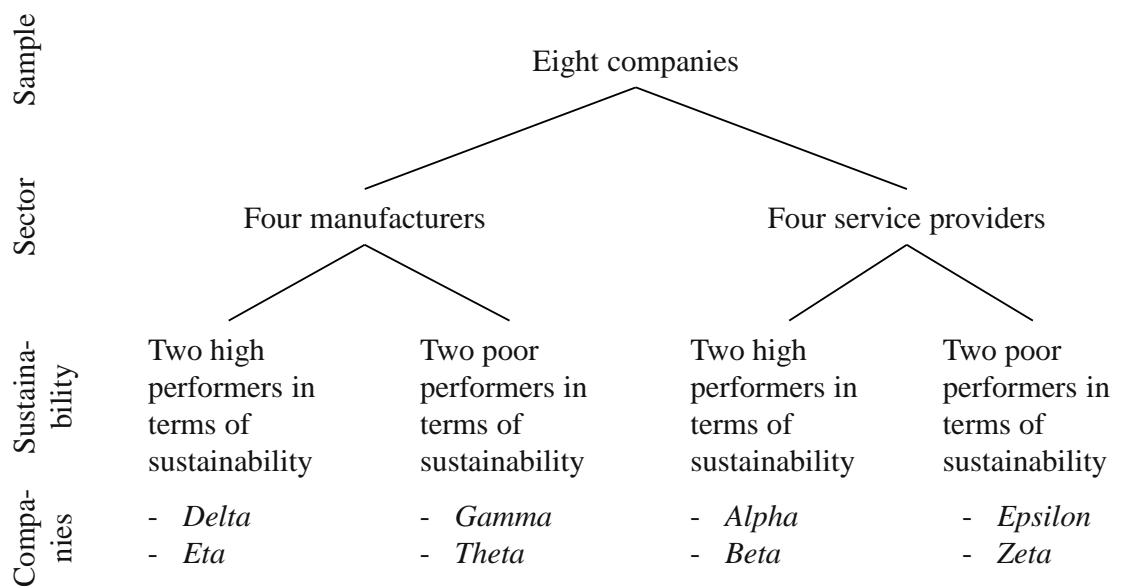 Sample
Eight companies
Sector
Four manufacturers
Four service providers
Sustaina-
bility
Two high
performers in
terms of
sustainability
Two poor
performers in
terms of
sustainability
Two high
performers in
terms of
sustainability
Two poor
performers in
terms of
sustainability
Compa-
nies
- Delta
- Eta
- Gamma
- Theta
- Alpha
- Beta
- Epsilon
- Zeta